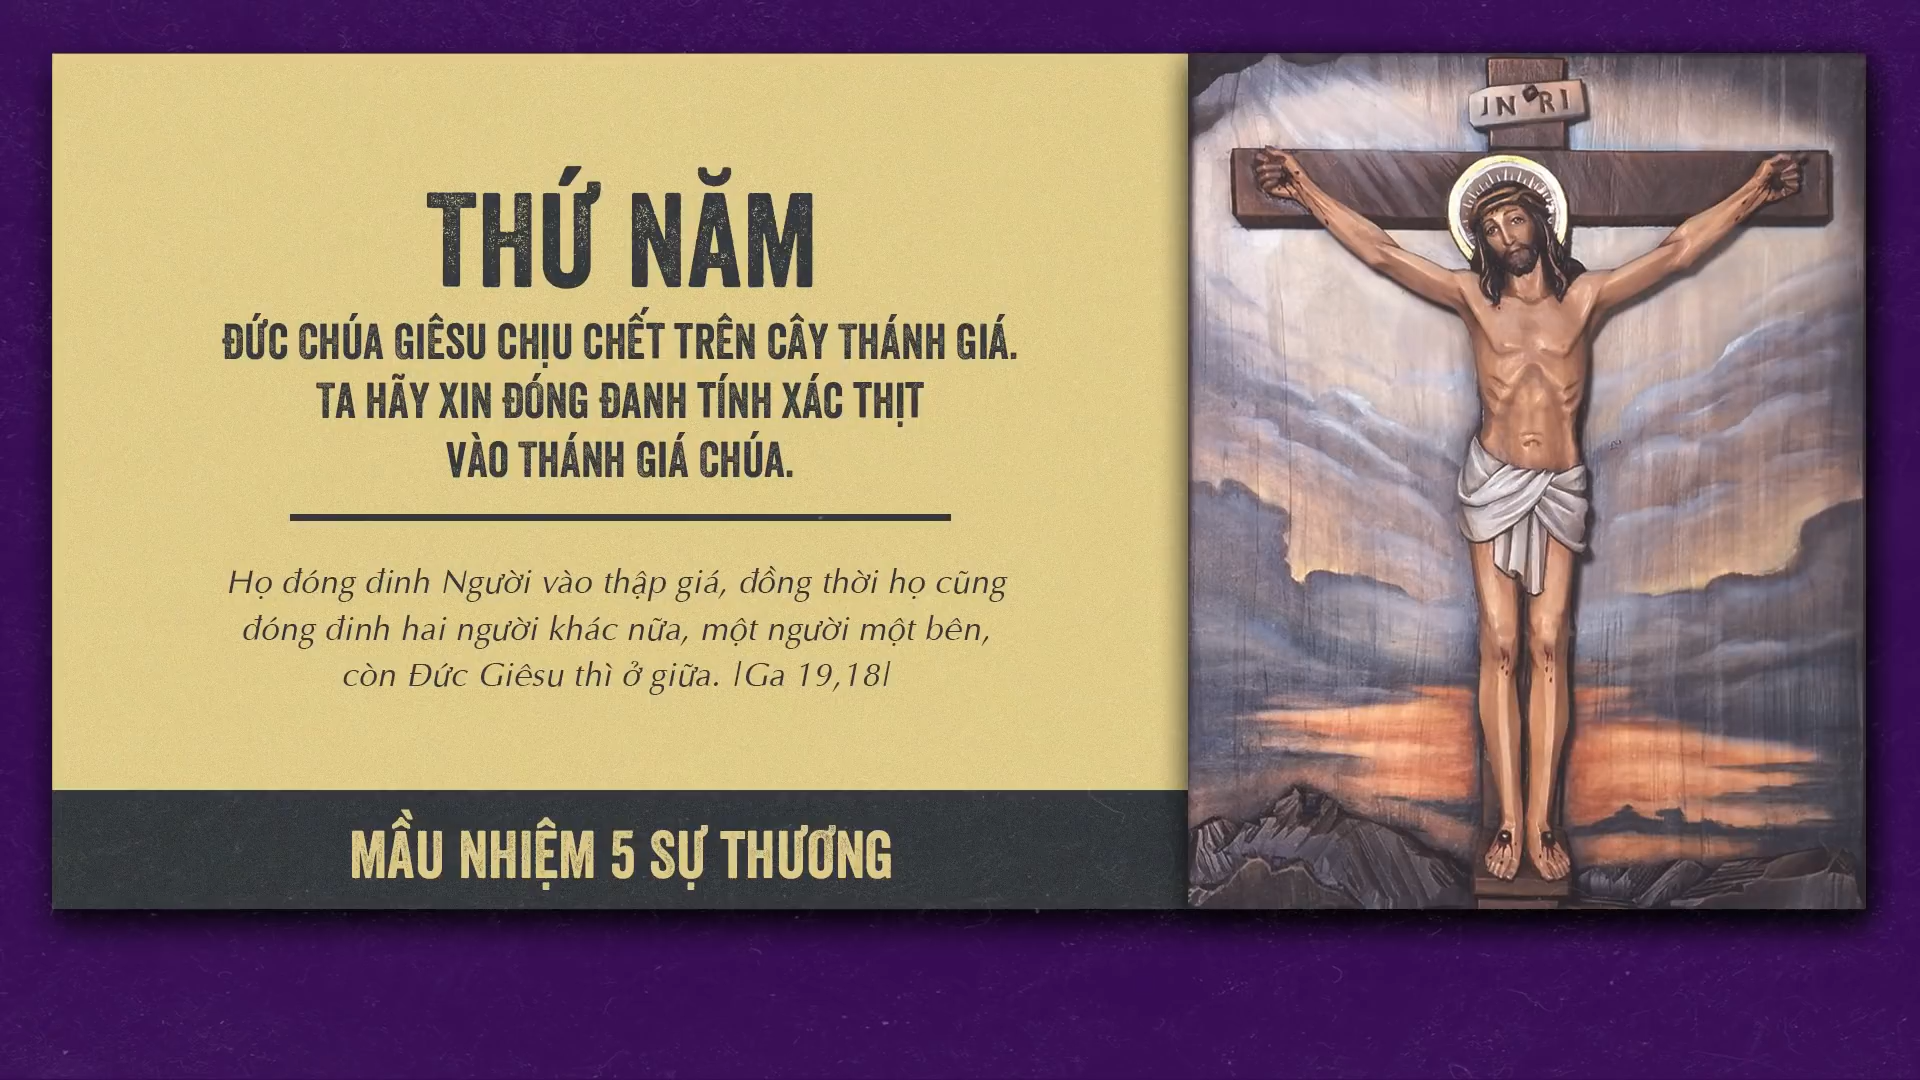 THỨ NĂM
ĐỨC CHÚA GIÊSU CHỊU CHẾT TRÊN CÂY THÁNH GIÁ.
TA HÃY XIN ĐÓNG ĐANH TÍNH XÁC THỊT
VÀO THÁNH GIÁ CHÚA.
Họ đóng đinh Người vào thập giá, đồng thời họ cũng
đóng đinh hai người khác nữa, một người một bên,
còn Đức Giêsu thì ở giữa. |Ga 19,18|
MẦU NHIỆM 5 SỰ THƯƠNG
INRI